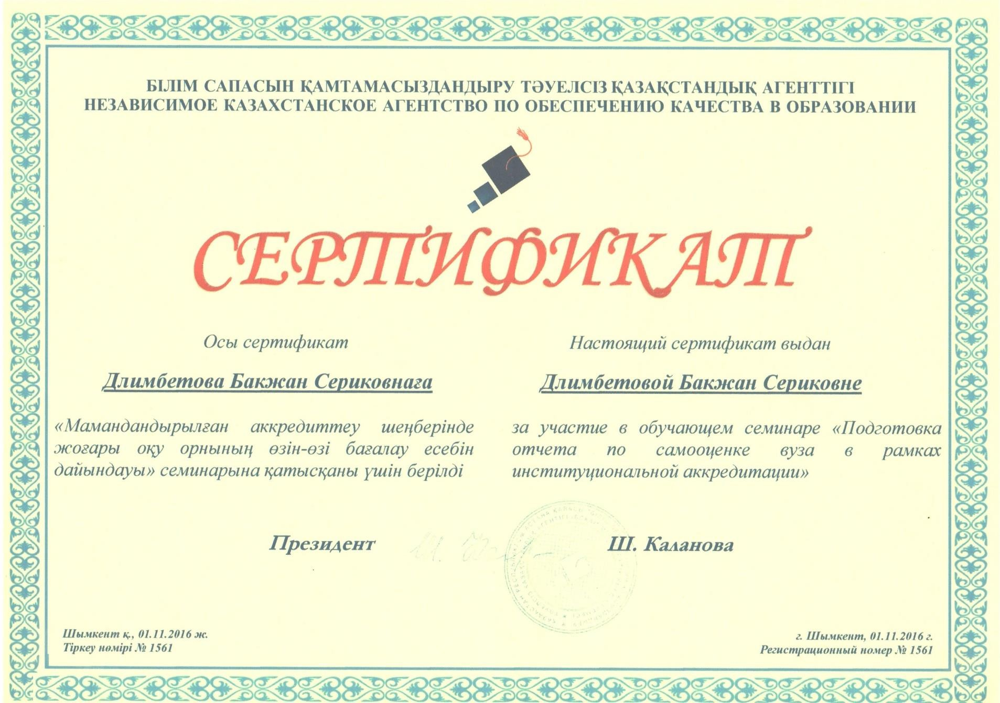 БІЛІМ САПАСЫН ҚАМТАМАСЫЗДАНДЫРУ ТӘУЕЛСІЗ ҚАЗАҚСТАНДЫҚ АГЕНТТІГІ
НЕЗАВИСИМОЕ КАЗАХСТАНСКОЕ АГЕНТСТВО ПО ОБЕСПЕЧЕНИЮ КАЧЕСТВА В ОБРАЗОВАНИИ
СЕРТИФИКАТ
Осы сертификат
Длимбетова Бакжан Сериковнаға
«Мамандандырылған аккредиттеу шеңберінде
жоғары оқу орнының өзін-өзі бағалау есебін
дайындауы» семинарына қатысқаны үшін берілді
Настоящий сертификат выдан
Длимбетовой Бакжан Сериковне
за участие в обучающем семинаре «Подготовка
отчета по самооценке вуза в рамках
институциональной аккредитации»
Президент
Ш. Каланова
Шымкент қ., 01.11.2016 ж.
Тіркеу нөмірі № 1561
г. Шымкент, 01.11.2016 г.
Регистрационный номер № 1561